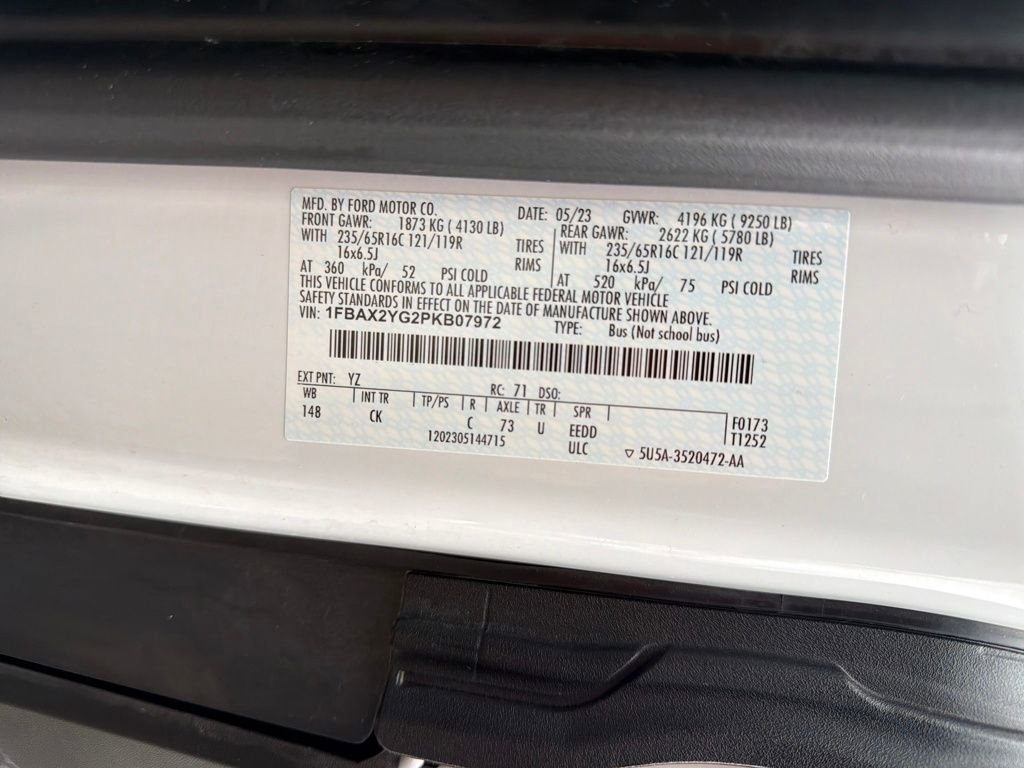 MFD. BY FORD MOTOR CO. DATE: 05/23 GVWR: 4196 KG ( 9250 LB)
FRONT GAWR: 1873 KG ( 4130 LB) REAR GAWR: 2622 KG ( 5780 LB)
WITH 235/65R16C 121/119R TIRES WITH 235/65R16C 121/119R TIRES
16x6.5J RIMS 16x6.5J RIMS
AT 360 kPa/ 52 PSI COLD AT 520 kPa/ 75 PSI COLD
THIS VEHICLE CONFORMS TO ALL APPLICABLE FEDERAL MOTOR VEHICLE
SAFETY STANDARDS IN EFFECT ON THE DATE OF MANUFACTURE SHOWN ABOVE.
VIN: 1FBAX2YG2PKB07972 TYPE: Bus (Not school bus)
EXT PNT: YZ RC: 71 DSO:
WB INT TR TP/PS R AXLE TR SPR F0173
148 CK C 73 U EEDD T1252
1202305144715 ULC ▽ 5U5A-3520472-AA